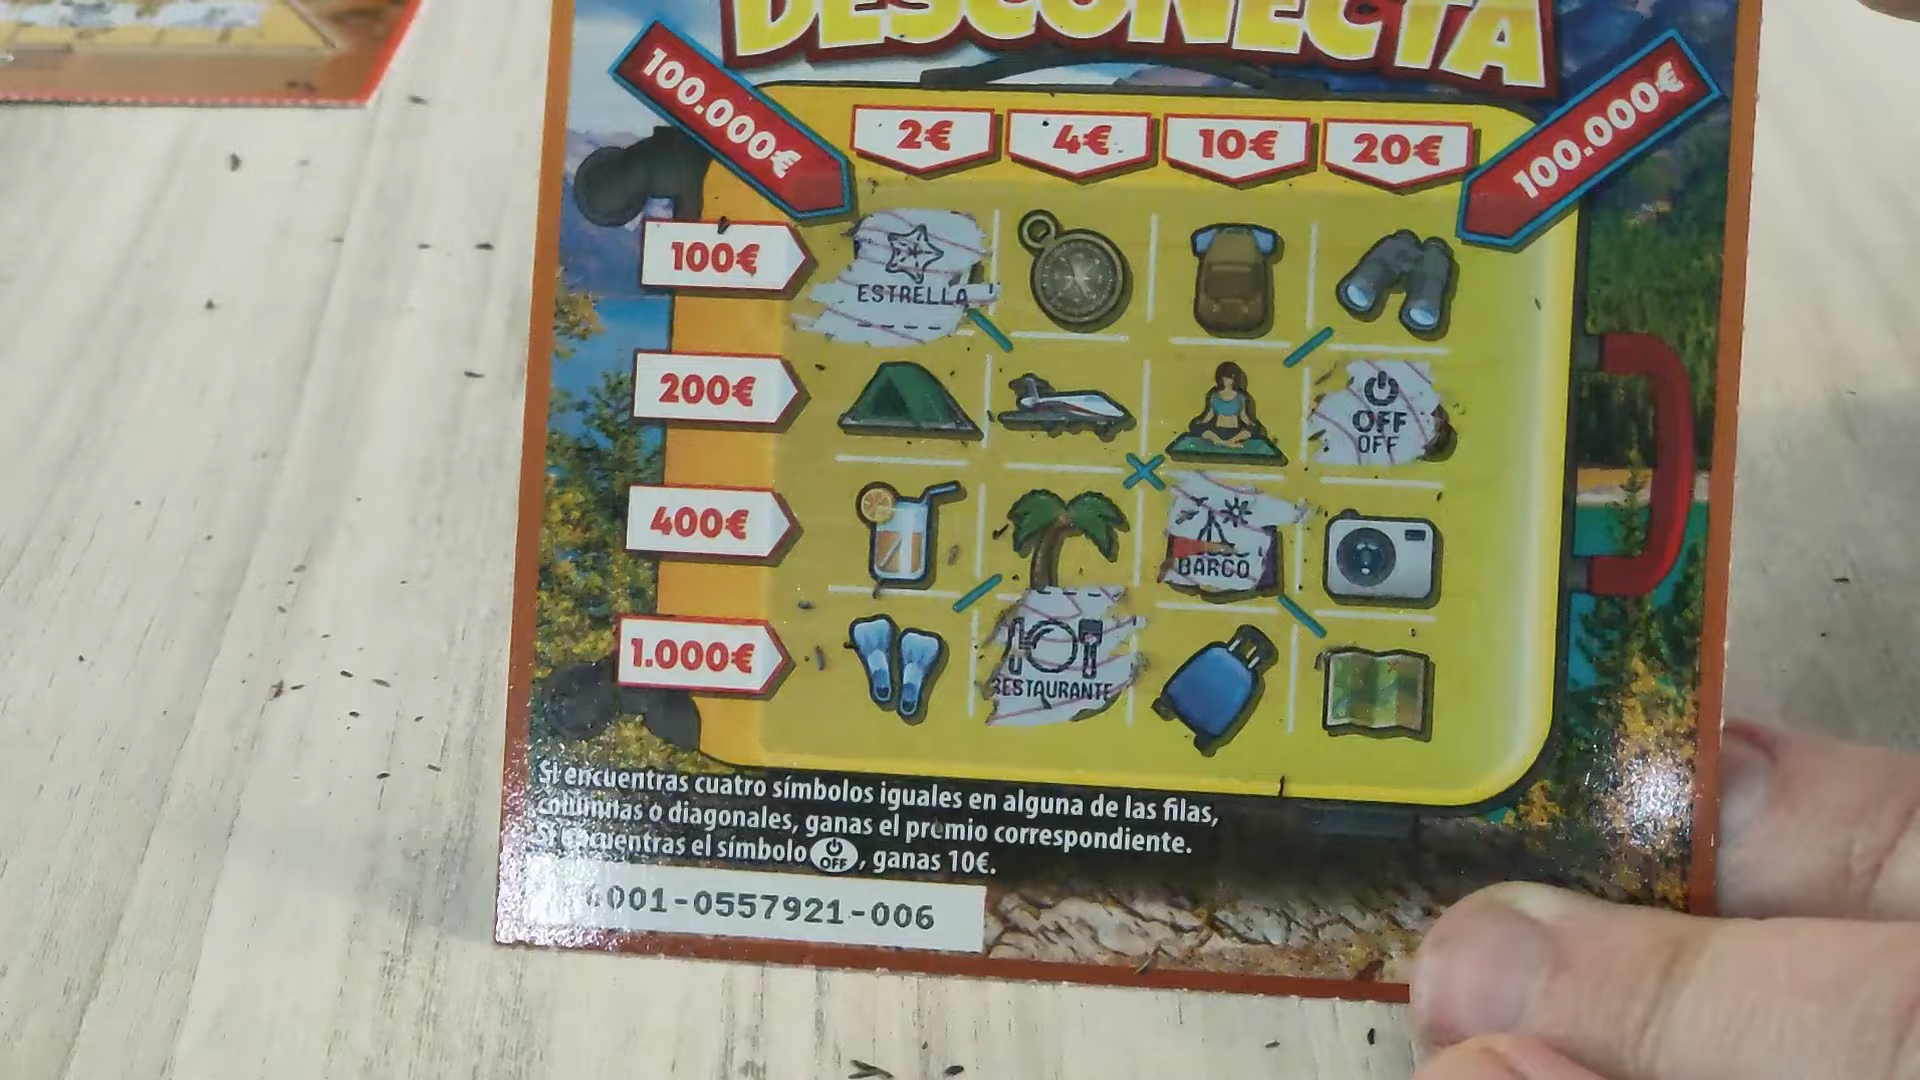 DESCONECTA
100.000€
2€ 4€ 10€ 20€
100.000€
100€
ESTRELLA
200€
OFF
OFF
400€
BARCO
1.000€
RESTAURANTE
Si encuentras cuatro símbolos iguales en alguna de las filas,
columnas o diagonales, ganas el premio correspondiente.
Si encuentras el símbolo OFF, ganas 10€.
001-0557921-006